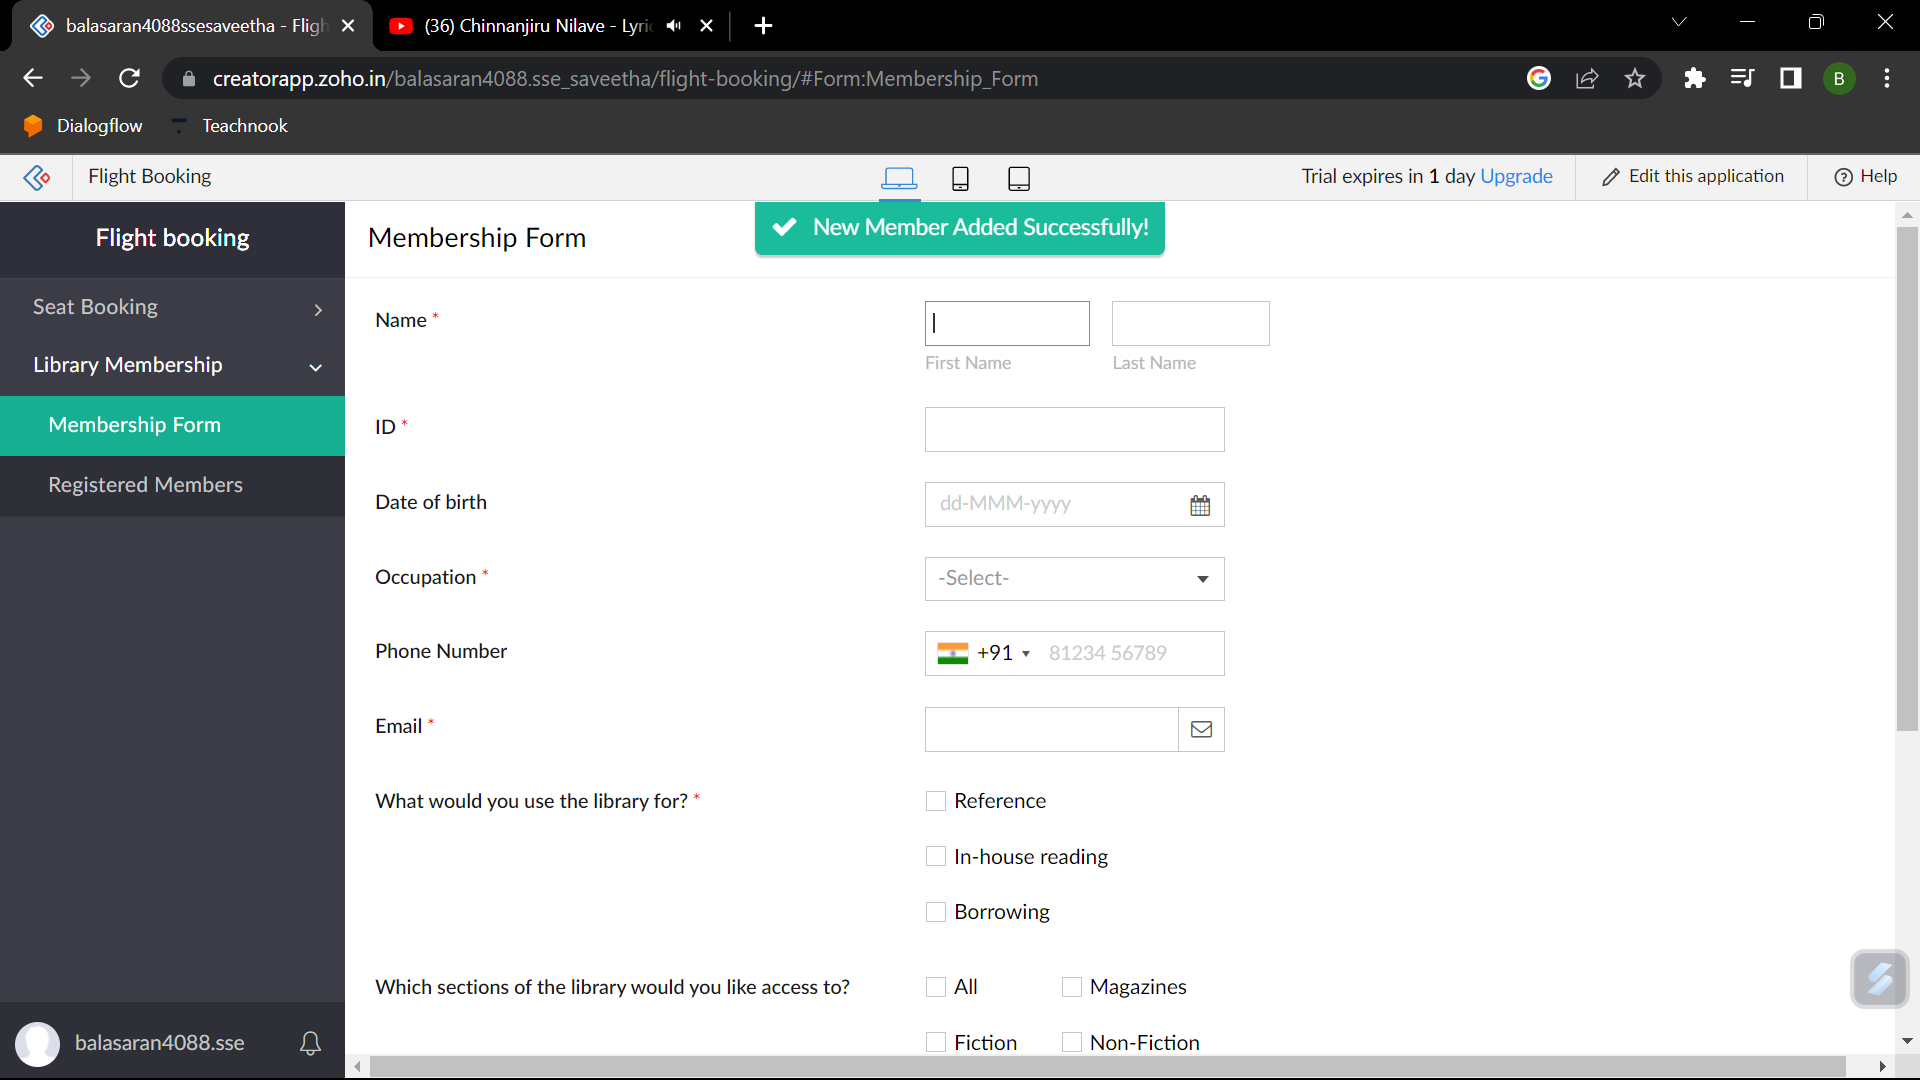 balasaran4088ssesaveetha - Fligh
(36) Chinnanjiru Nilave - Lyric
creatorapp.zoho.in/balasaran4088.sse_saveetha/flight-booking/#Form:Membership_Form
B
Dialogflow
Teachnook
Flight Booking
Trial expires in 1 day Upgrade
Edit this application
Help
Flight booking
Membership Form
New Member Added Successfully!
Seat Booking
Library Membership
Membership Form
Registered Members
Name *
First Name
Last Name
ID *
Date of birth
dd-MMM-yyyy
Occupation *
-Select-
Phone Number
+91
81234 56789
Email *
What would you use the library for? *
Reference
In-house reading
Borrowing
Which sections of the library would you like access to?
All
Magazines
Fiction
Non-Fiction
balasaran4088.sse